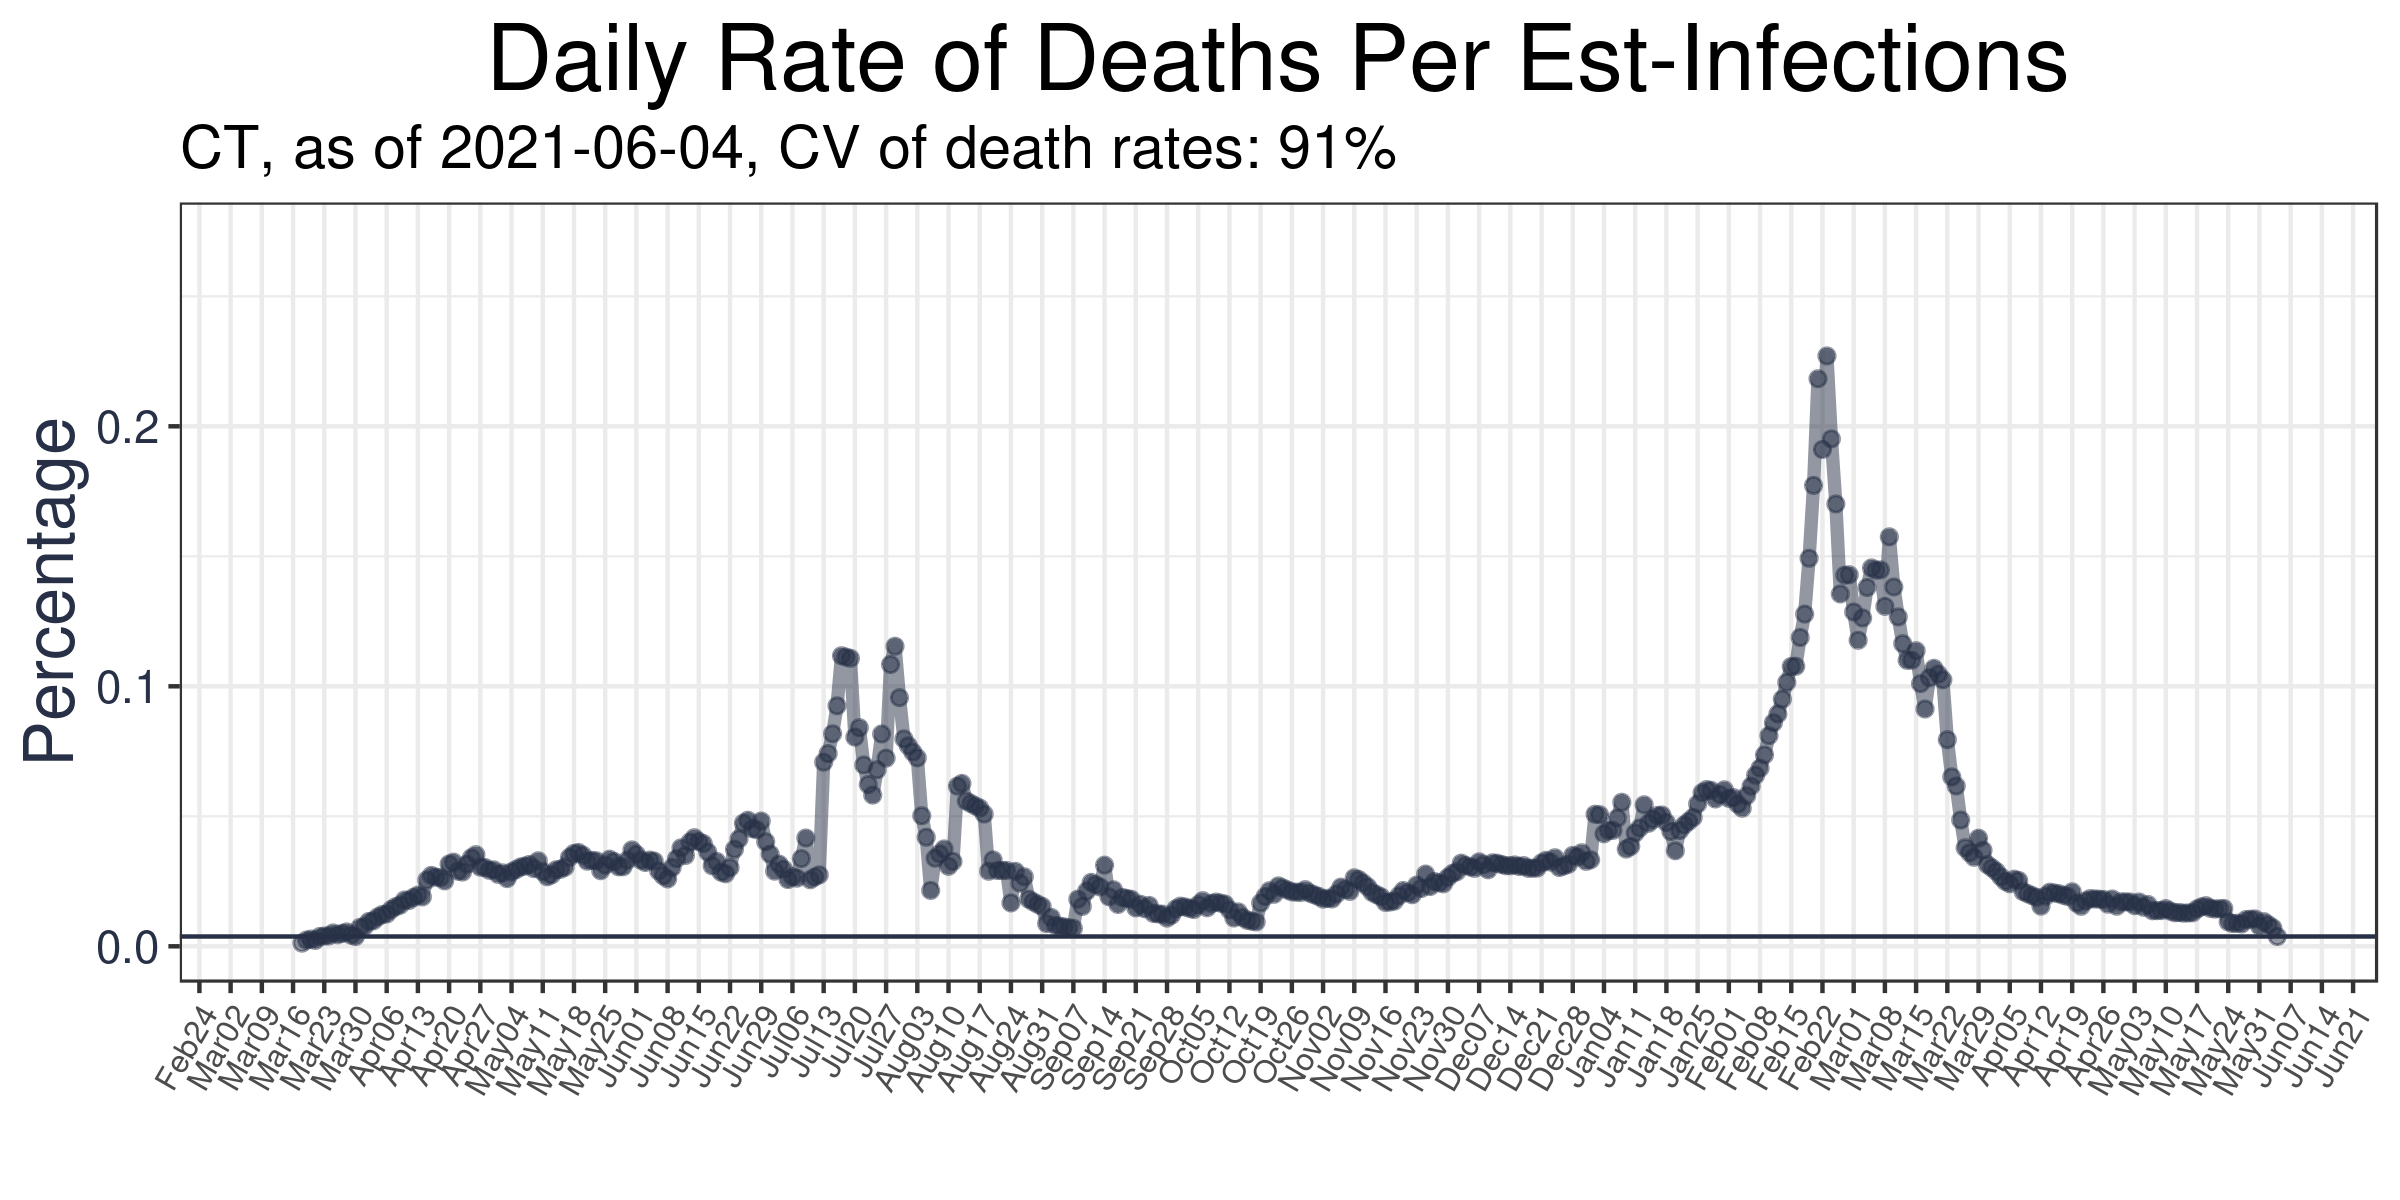 Daily Rate of Deaths Per Est-Infections
CT, as of 2021-06-04, CV of death rates: 91%
Percentage
0.2
0.1
0.0
Feb24
Mar02
Mar09
Mar16
Mar23
Mar30
Apr06
Apr13
Apr20
Apr27
May04
May11
May18
May25
Jun01
Jun08
Jun15
Jun22
Jun29
Jul06
Jul13
Jul20
Jul27
Aug03
Aug10
Aug17
Aug24
Aug31
Sep07
Sep14
Sep21
Sep28
Oct05
Oct12
Oct19
Oct26
Nov02
Nov09
Nov16
Nov23
Nov30
Dec07
Dec14
Dec21
Dec28
Jan04
Jan11
Jan18
Jan25
Feb01
Feb08
Feb15
Feb22
Mar01
Mar08
Mar15
Mar22
Mar29
Apr05
Apr12
Apr19
Apr26
May03
May10
May17
May24
May31
Jun07
Jun14
Jun21